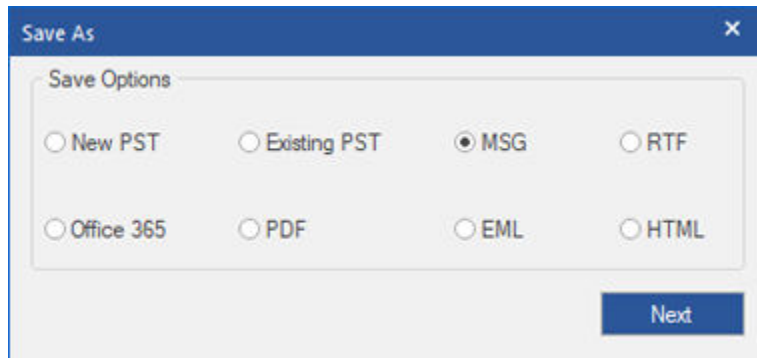 Save As
Save Options
New PST Existing PST MSG RTF
Office 365 PDF EML HTML
Next